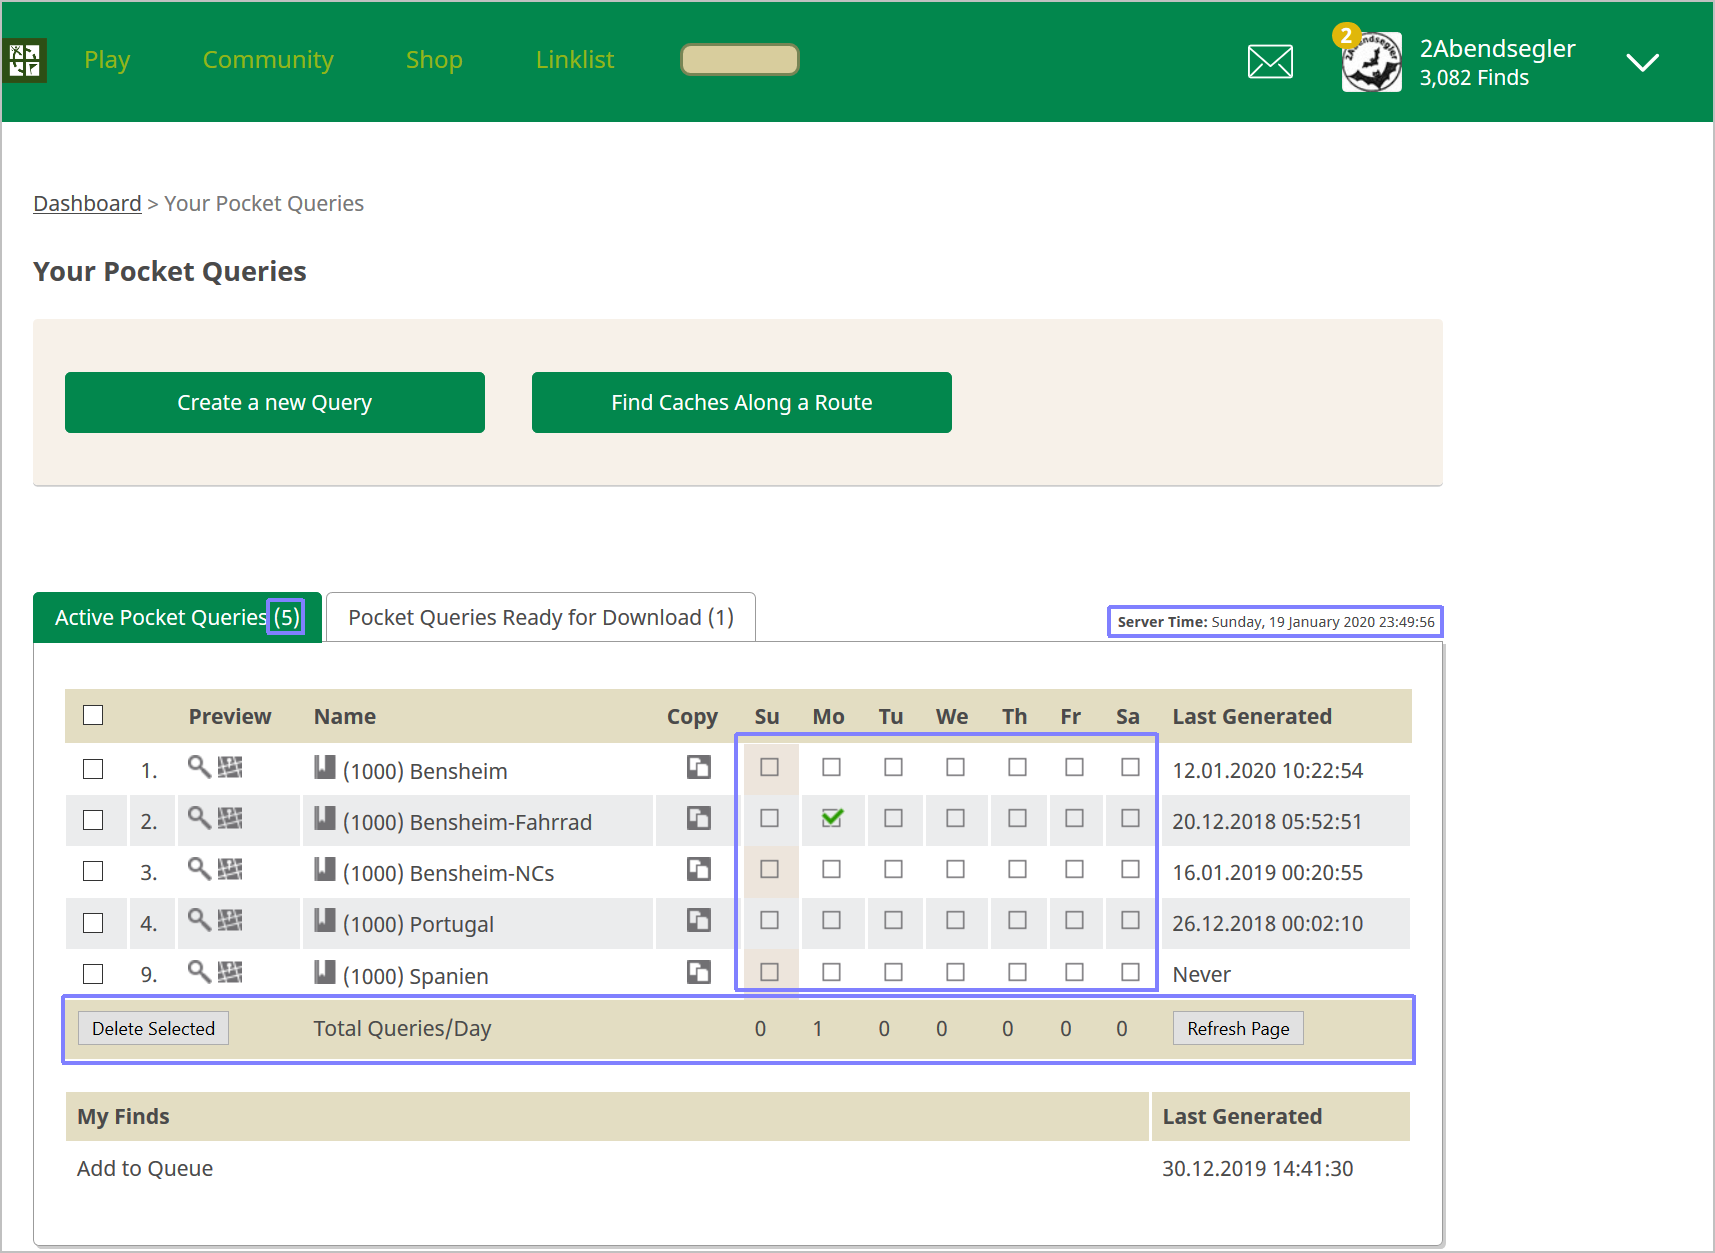 Play Community Shop Linklist 2 2Abendsegler
3,082 Finds
Dashboard > Your Pocket Queries
Your Pocket Queries
Create a new Query Find Caches Along a Route
Active Pocket Queries (5) Pocket Queries Ready for Download (1) Server Time: Sunday, 19 January 2020 23:49:56
Preview Name Copy Su Mo Tu We Th Fr Sa Last Generated
1. (1000) Bensheim 12.01.2020 10:22:54
2. (1000) Bensheim-Fahrrad 20.12.2018 05:52:51
3. (1000) Bensheim-NCs 16.01.2019 00:20:55
4. (1000) Portugal 26.12.2018 00:02:10
9. (1000) Spanien Never
Delete Selected Total Queries/Day 0 1 0 0 0 0 0 Refresh Page
My Finds Last Generated
Add to Queue 30.12.2019 14:41:30